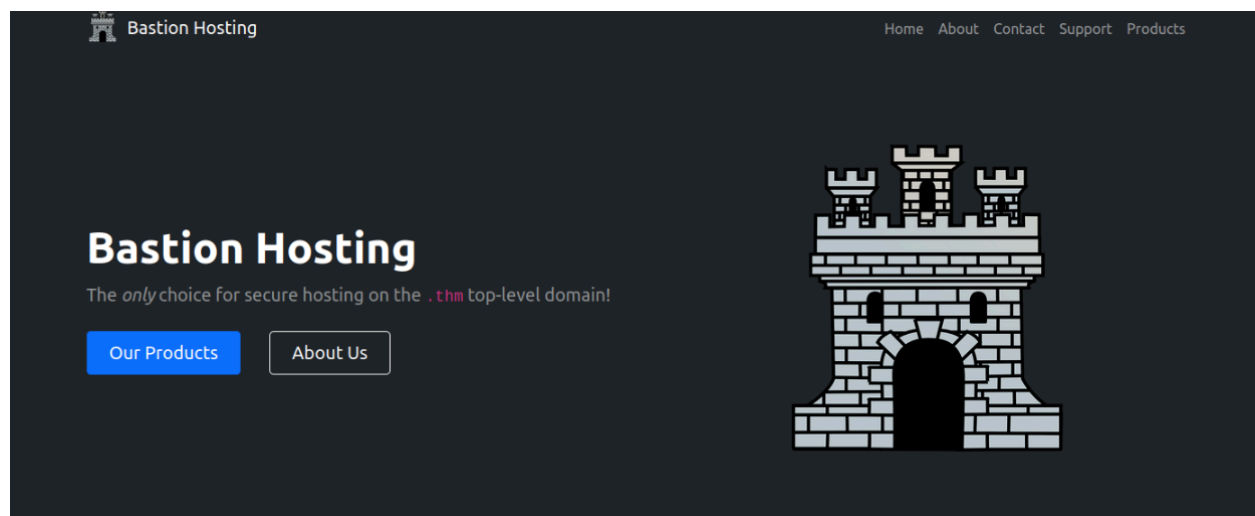 Bastion Hosting
Home About Contact Support Products
Bastion Hosting
The only choice for secure hosting on the .thm top-level domain!
Our Products
About Us